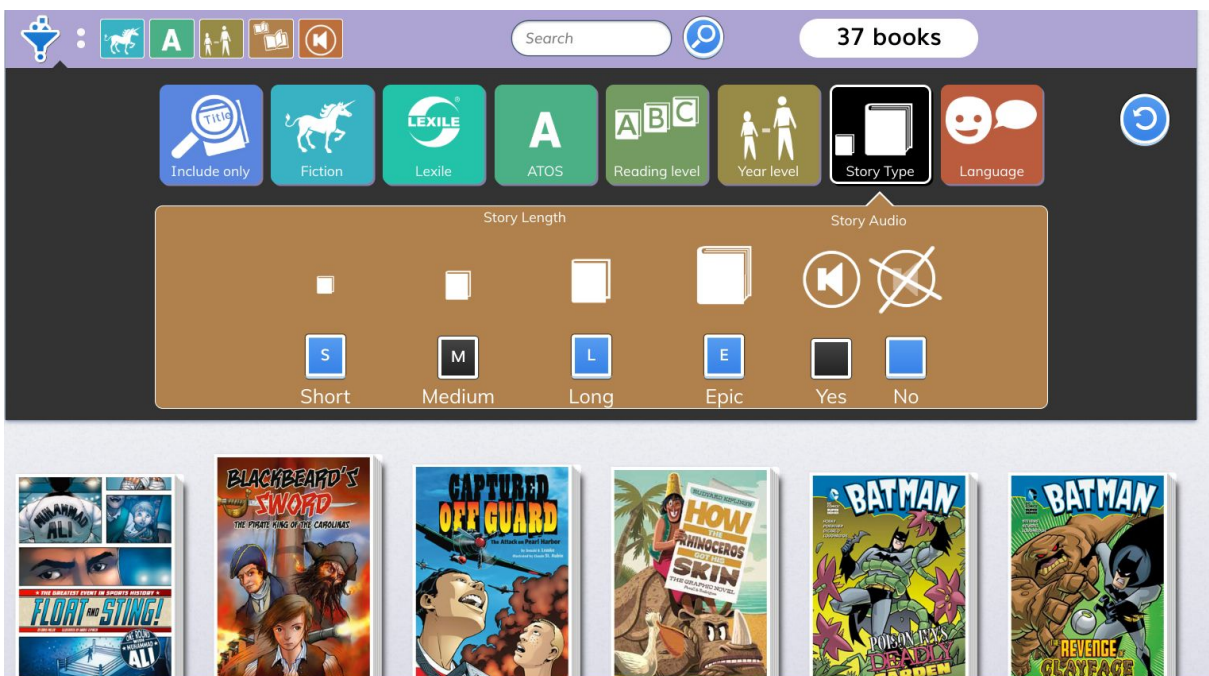 A
Search
37 books
Title
LEXILE
A
ABC
Include only
Fiction
Lexile
ATOS
Reading level
Year level
Story Type
Language
Story Length
Story Audio
S
M
L
E
Short
Medium
Long
Epic
Yes
No
MUHAMMAD
ALI
THE GREATEST EVENT IN SPORTS HISTORY
FLOAT AND STING!
ONE ROUND
WITH
MUHAMMAD
ALI
BLACKBEARD'S
SWORD
THE PIRATE KING OF THE CAROLINAS
CAPTURED
OFF GUARD
The Attack on Pearl Harbor
RUDYARD KIPLING'S
HOW
THE
RHINOCEROS
GOT HIS
SKIN
THE GRAPHIC NOVEL
BATMAN
POISON IVY'S
DEADLY
GARDEN
BATMAN
THE
REVENGE OF
CLAYFACE